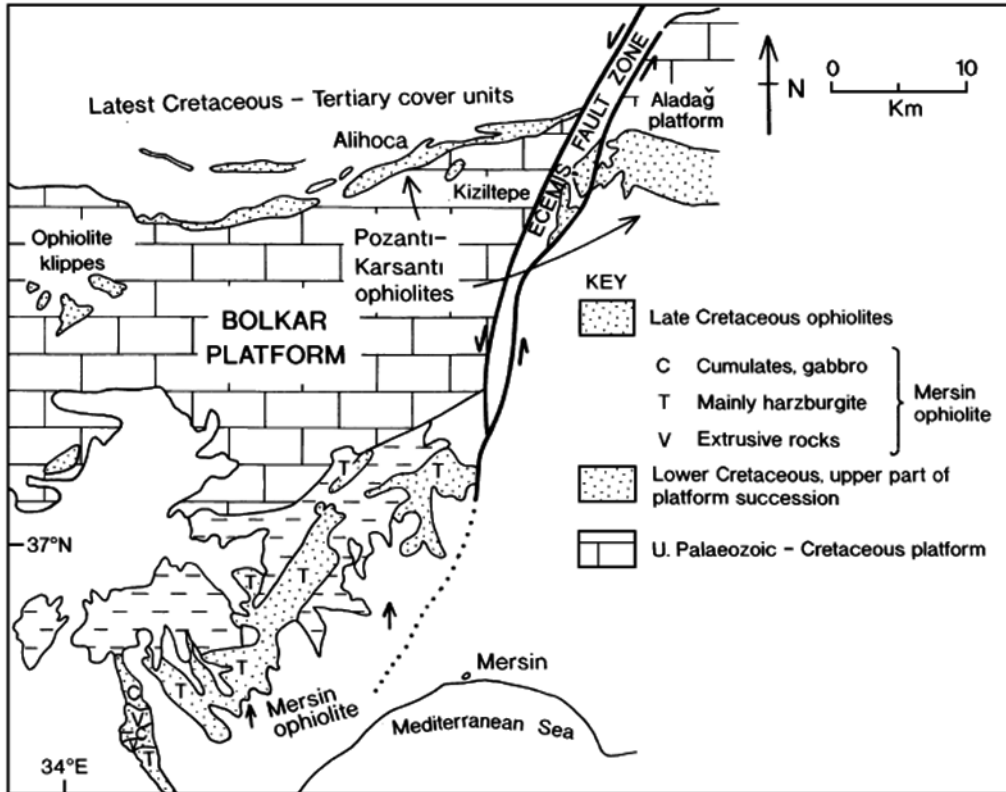 Latest Cretaceous – Tertiary cover units
Alihoca
Kiziltepe
ECEMIŞ FAULT ZONE
Aladağ
platform
N
0 10
Km
Ophiolite
klippes
Pozantı-
Karsantı
ophiolites
BOLKAR
PLATFORM
KEY
Late Cretaceous ophiolites
C Cumulates, gabbro
T Mainly harzburgite
V Extrusive rocks
Mersin
ophiolite
Lower Cretaceous, upper part of
platform succession
U. Palaeozoic – Cretaceous platform
37°N
T
T
T
T
T
T
C
V
C
V
T
Mersin
ophiolite
Mersin
Mediterranean Sea
34°E